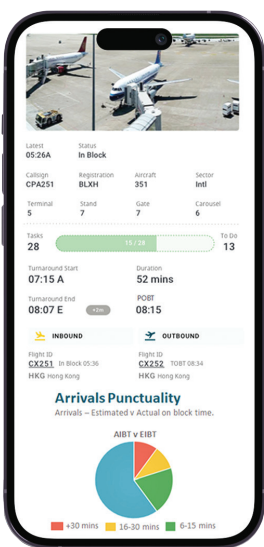 Latest Status
05:26A In Block
Callsign Registration Aircraft Sector
CPA251 BLXH 351 Intl
Terminal Stand Gate Carousel
5 7 7 6
Tasks To Do
28 15 / 28 13
Turnaround Start Duration
07:15 A 52 mins
Turnaround End POBT
08:07 E +2m 08:15
INBOUND OUTBOUND
Flight ID Flight ID
CX251 In Block 05:36 CX252 TOBT 08:34
HKG Hong Kong HKG Hong Kong
Arrivals Punctuality
Arrivals – Estimated v Actual on block time.
AIBT v EIBT
+30 mins 16-30 mins 6-15 mins